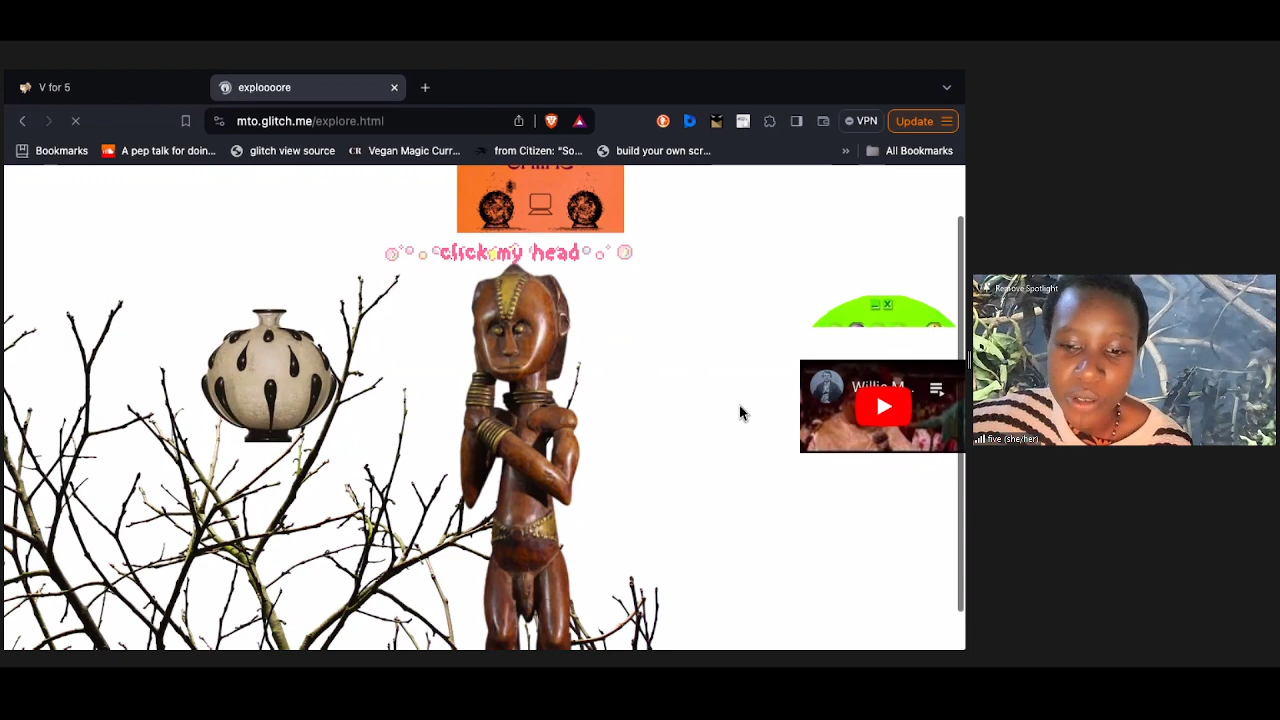 V for 5
exploooore
mto.glitch.me/explore.html
VPN
Update
Bookmarks
A pep talk for doin...
glitch view source
CR
Vegan Magic Curr...
from Citizen: "So...
build your own scr...
All Bookmarks
click my head
Willie M...
Remove Spotlight
five (she/her)